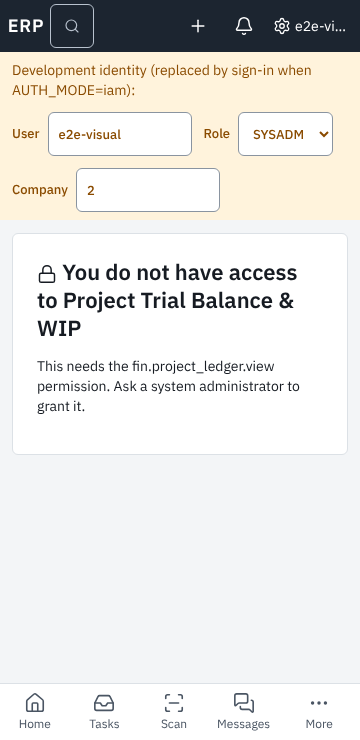 ERP
e2e-vi...
Development identity (replaced by sign-in when
AUTH_MODE=iam):
User e2e-visual Role SYSADM
Company 2
You do not have access
to Project Trial Balance &
WIP
This needs the fin.project_ledger.view
permission. Ask a system administrator to
grant it.
Home Tasks Scan Messages More